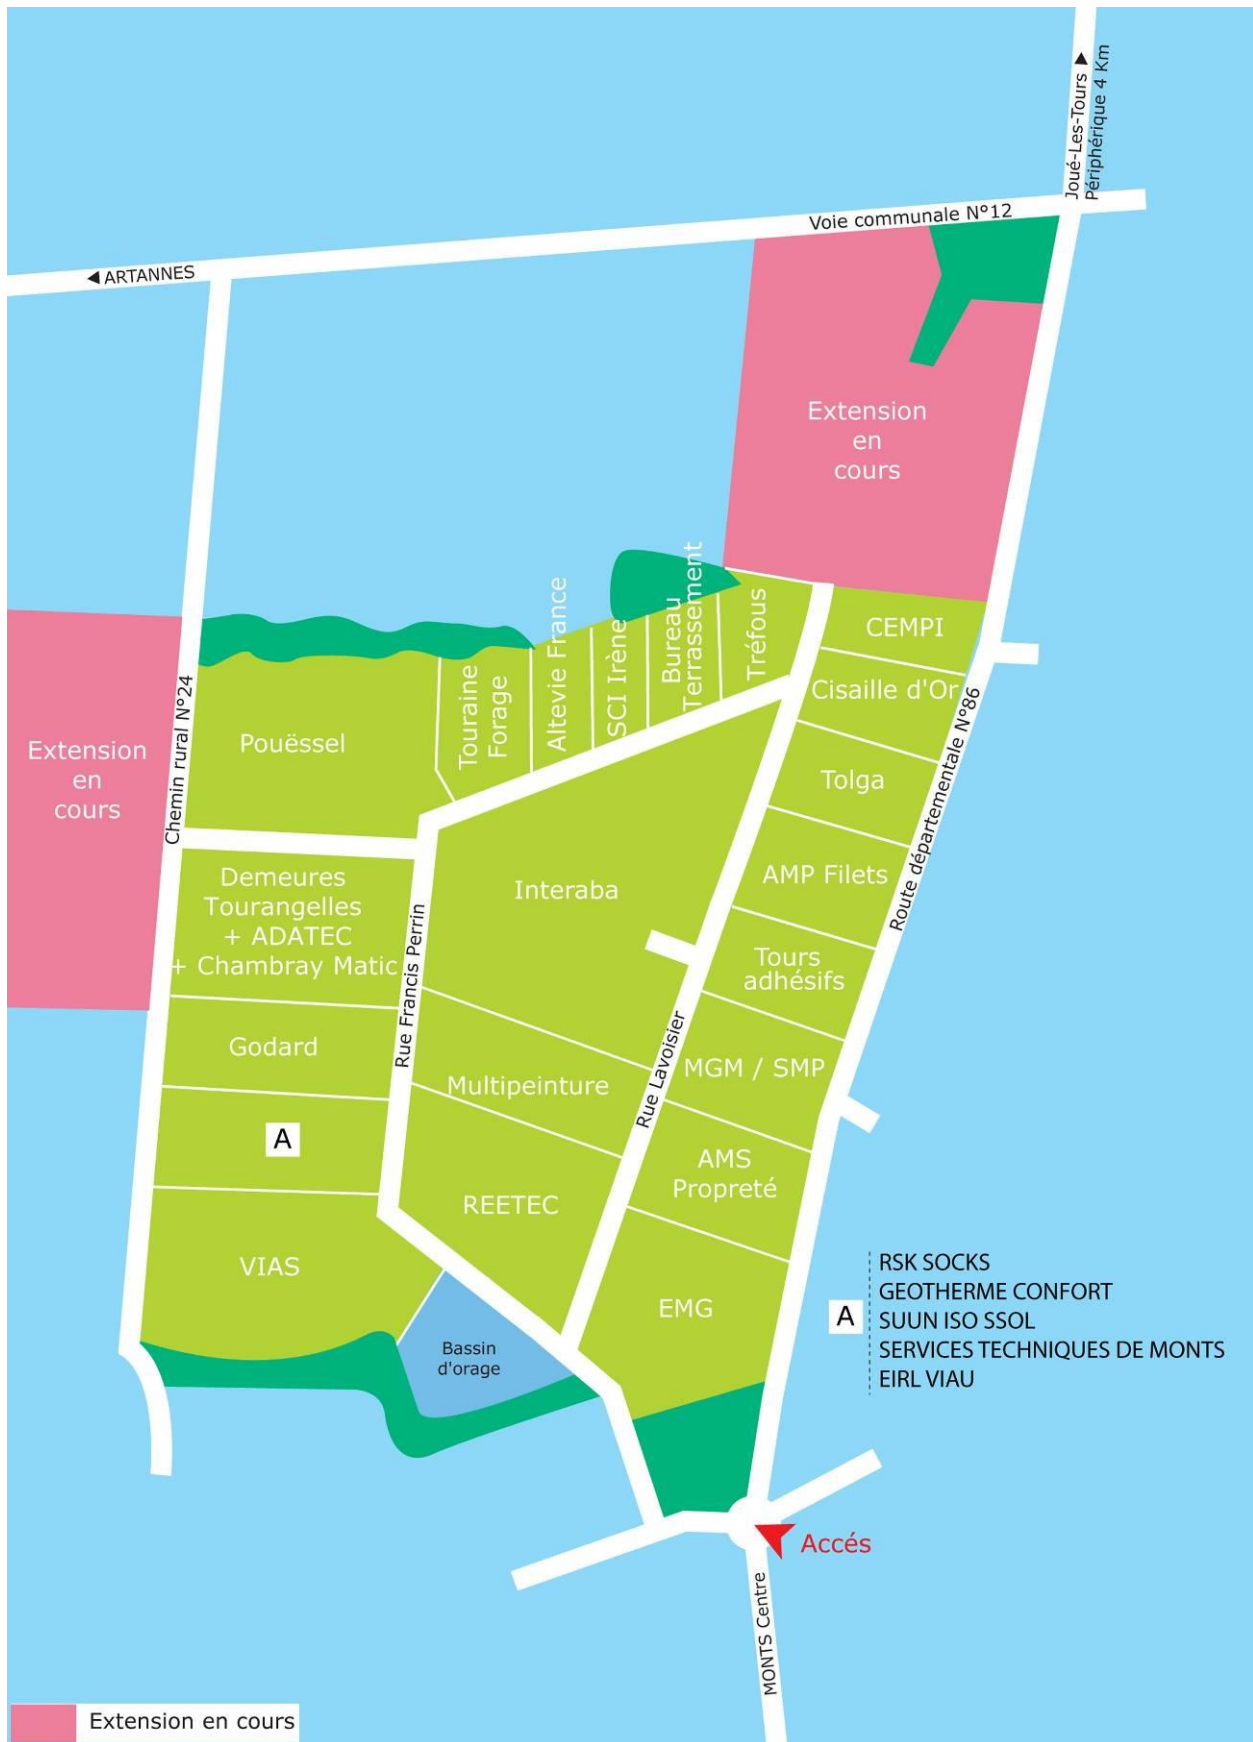 Joué-Les-Tours ▲
Périphérique 4 Km
Voie communale N°12
◀ ARTANNES
Extension
en
cours
CEMPI
Cisaille d'Or
Tolga
AMP Filets
Tours
adhésifs
MGM / SMP
AMS
Propreté
EMG
Route départementale N°86
Tréfous
Bureau
Terrassement
SCI Irène
Altevie France
Touraine
Forage
Pouëssel
Chemin rural N°24
Extension
en
cours
Demeures
Tourangelles
+ ADATEC
+ Chambray Matic
Godard
A
VIAS
Rue Francis Perrin
Interaba
Multipeinture
REETEC
Rue Lavoisier
Bassin
d'orage
A
RSK SOCKS
GEOTHERME CONFORT
SUUN ISO SSOL
SERVICES TECHNIQUES DE MONTS
EIRL VIAU
Accés
MONTS Centre
Extension en cours